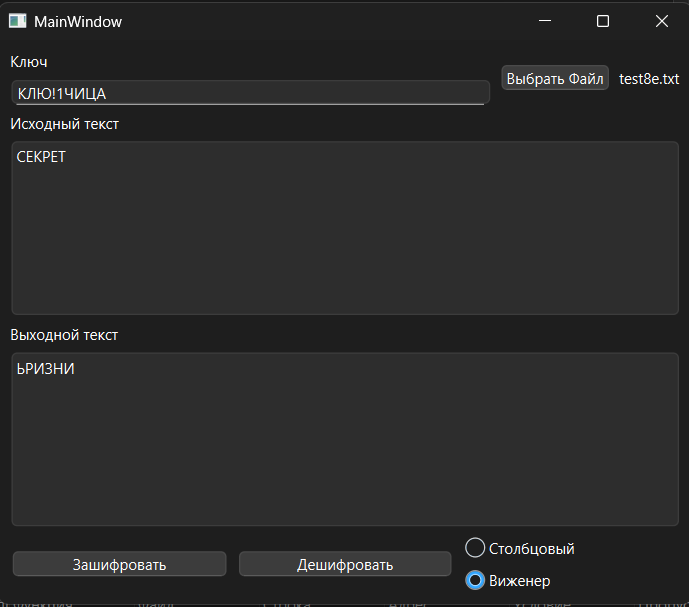 MainWindow
Ключ
КЛЮ!1ЧИЦА
Выбрать Файл
test8e.txt
Исходный текст
СЕКРЕТ
Выходной текст
ЬРИЗНИ
Зашифровать
Дешифровать
Столбцовый
Виженер